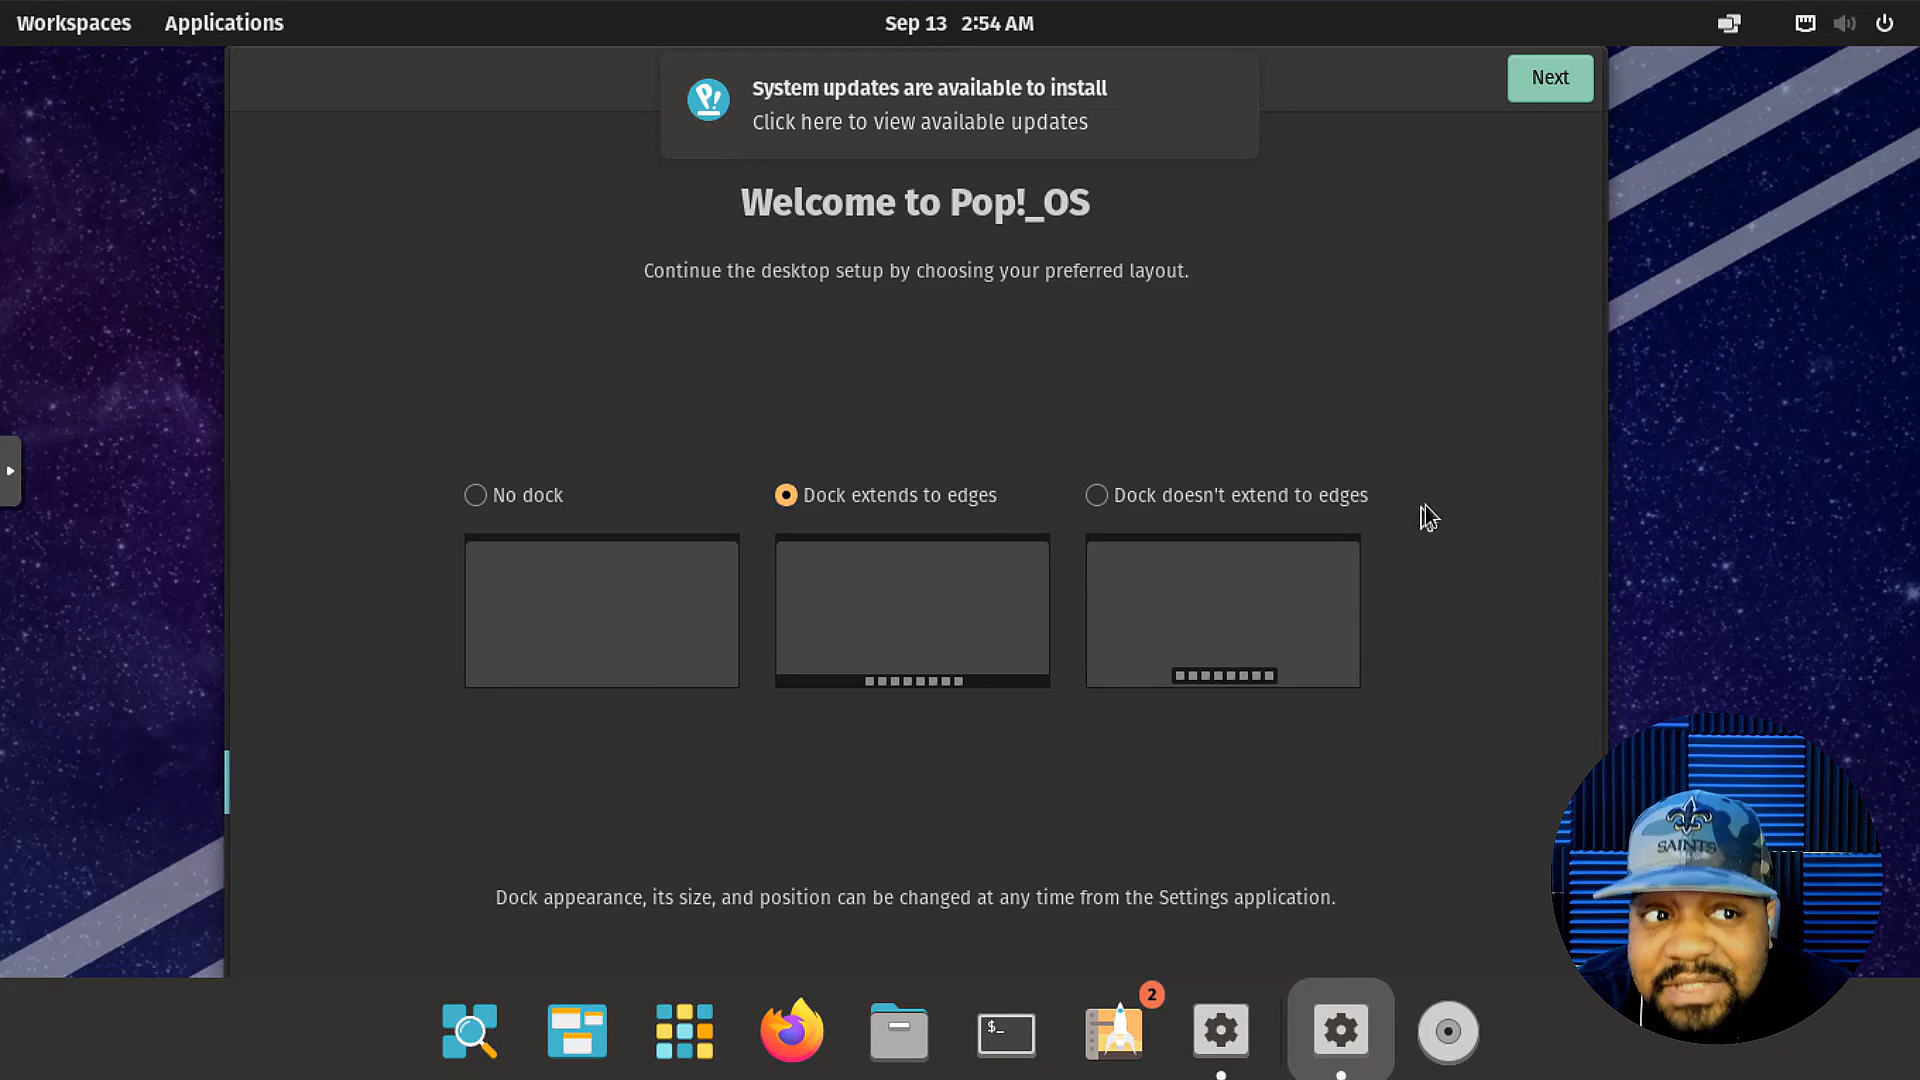 Workspaces Applications Sep 13 2:54 AM
System updates are available to install
Click here to view available updates
Next
Welcome to Pop!_OS
Continue the desktop setup by choosing your preferred layout.
No dock Dock extends to edges Dock doesn't extend to edges
Dock appearance, its size, and position can be changed at any time from the Settings application.
SAINTS
2
$_